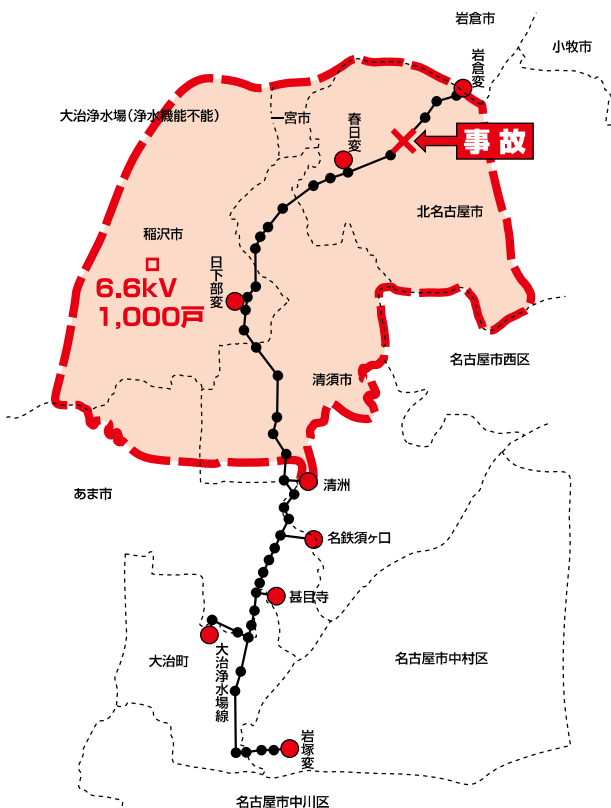 岩倉市
小牧市
岩倉変
大治浄水場(浄水機能不能)
一宮市
春日変
事故
北名古屋市
稲沢市
日下部変
6.6kV
1,000戸
名古屋市西区
清須市
清洲
あま市
名鉄須ヶ口
甚目寺
大治町
大治浄水場線
名古屋市中村区
岩塚変
名古屋市中川区